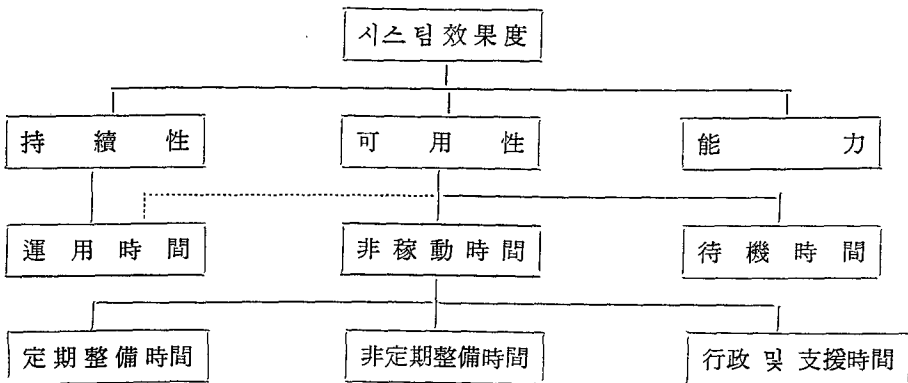 시스팀效果度
持續性
可用性
能力
運用時間
非稼動時間
待機時間
定期整備時間
非定期整備時間
行政 및 支援時間